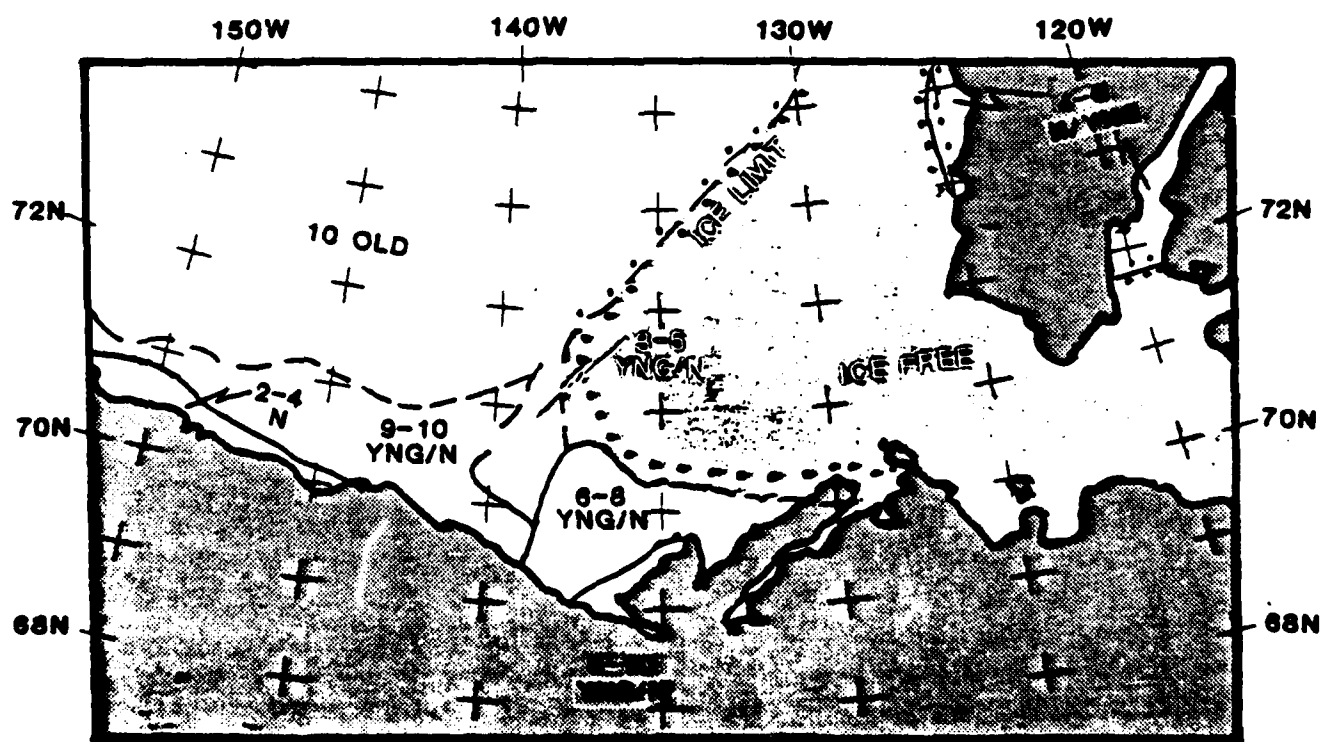 150W 140W 130W 120W
72N 72N
ICE LIMIT
10 OLD
3-5
YNG/N
ICE FREE
2-4
N
70N 70N
9-10
YNG/N
6-8
YNG/N
68N 68N